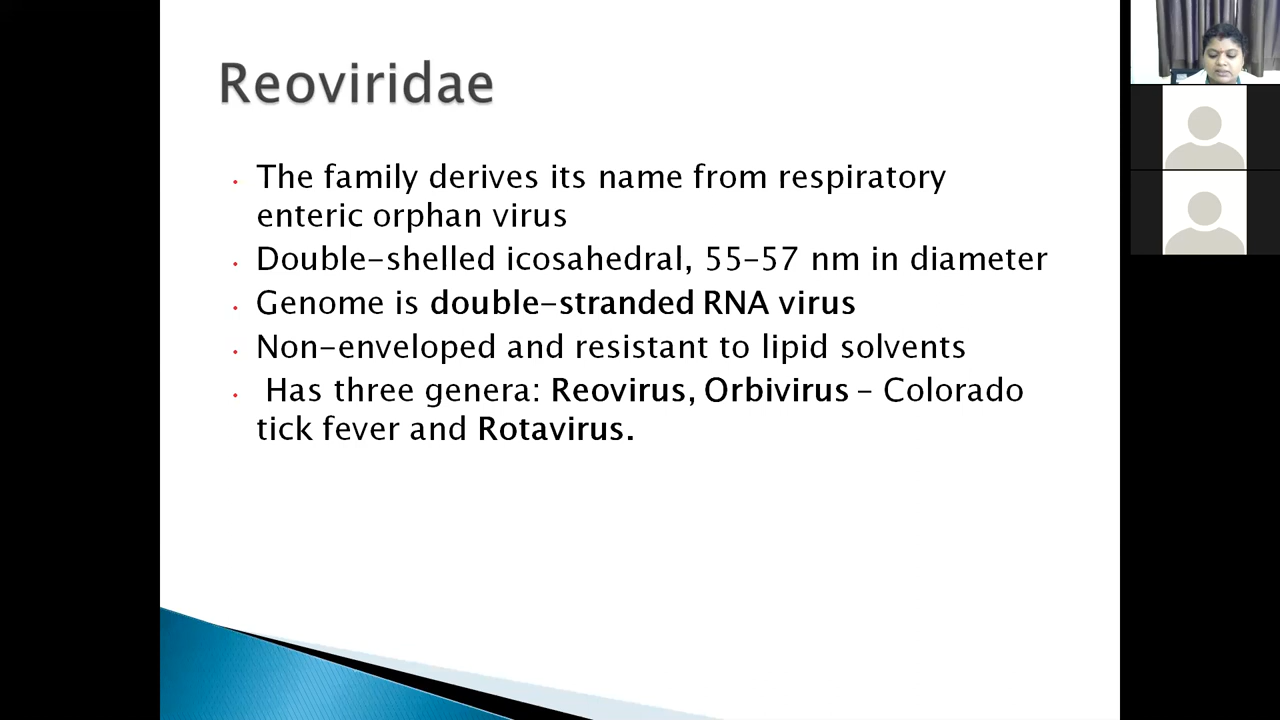 Reoviridae
• The family derives its name from respiratory
enteric orphan virus
• Double-shelled icosahedral, 55-57 nm in diameter
• Genome is double-stranded RNA virus
• Non-enveloped and resistant to lipid solvents
• Has three genera: Reovirus, Orbivirus – Colorado
tick fever and Rotavirus.